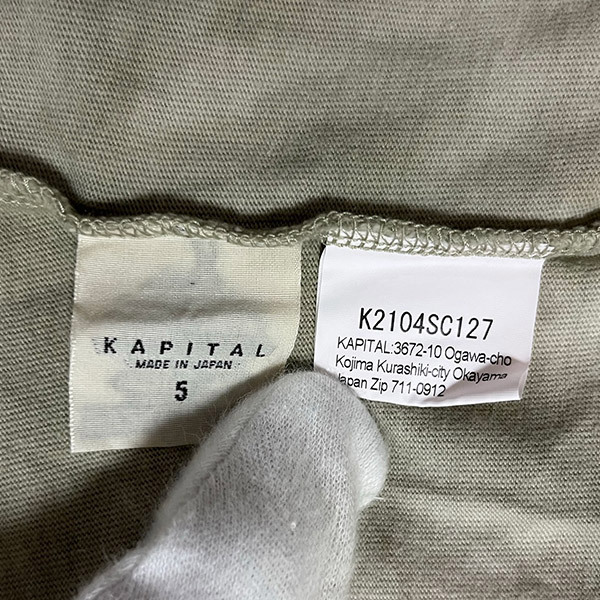 KAPITAL
MADE IN JAPAN
5
K2104SC127
KAPITAL:3672-10 Ogawa-cho
Kojima Kurashiki-city Okayama
Japan Zip 711-0912